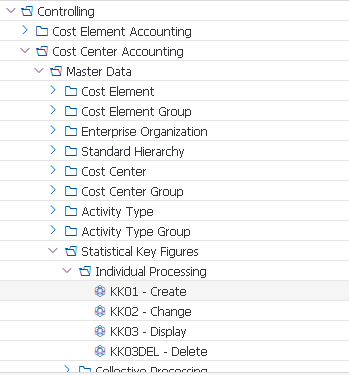 Controlling
Cost Element Accounting
Cost Center Accounting
Master Data
Cost Element
Cost Element Group
Enterprise Organization
Standard Hierarchy
Cost Center
Cost Center Group
Activity Type
Activity Type Group
Statistical Key Figures
Individual Processing
KK01 - Create
KK02 - Change
KK03 - Display
KK03DEL - Delete
Collective Processing